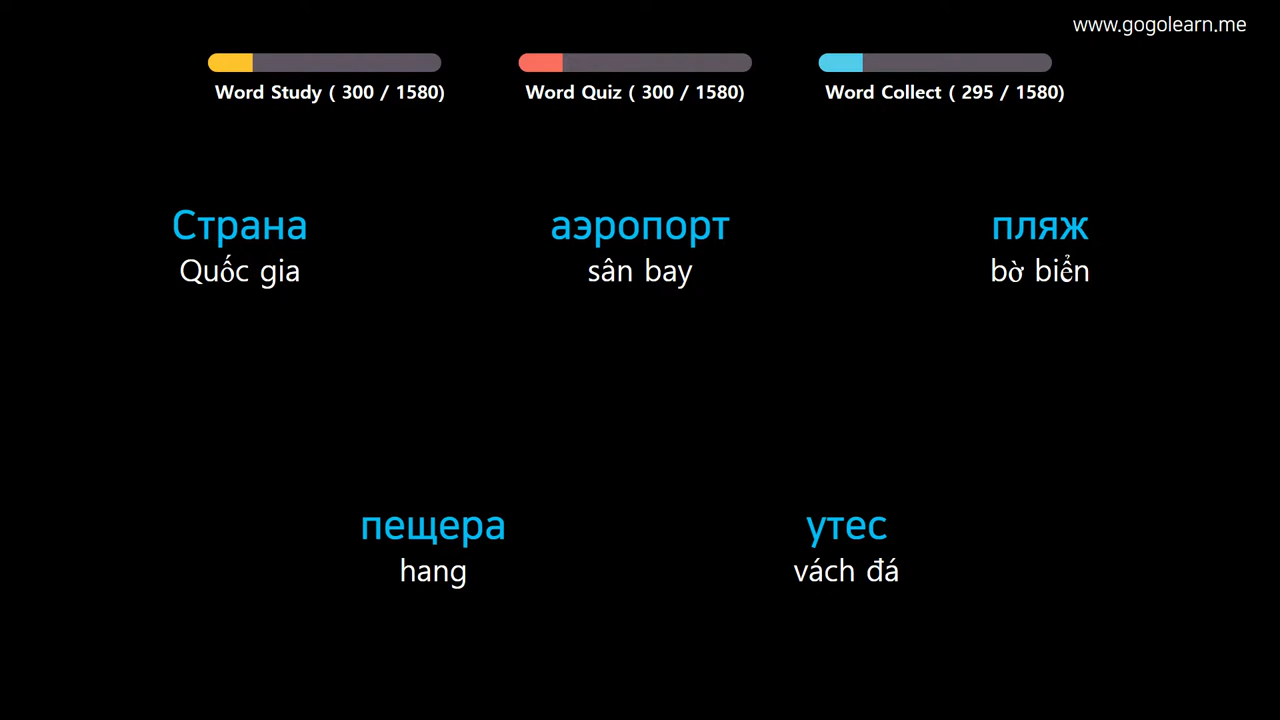 www.gogolearn.me
Word Study ( 300 / 1580)
Word Quiz ( 300 / 1580)
Word Collect ( 295 / 1580)
Страна
Quốc gia
аэропорт
sân bay
пляж
bờ biển
пещера
hang
утес
vách đá